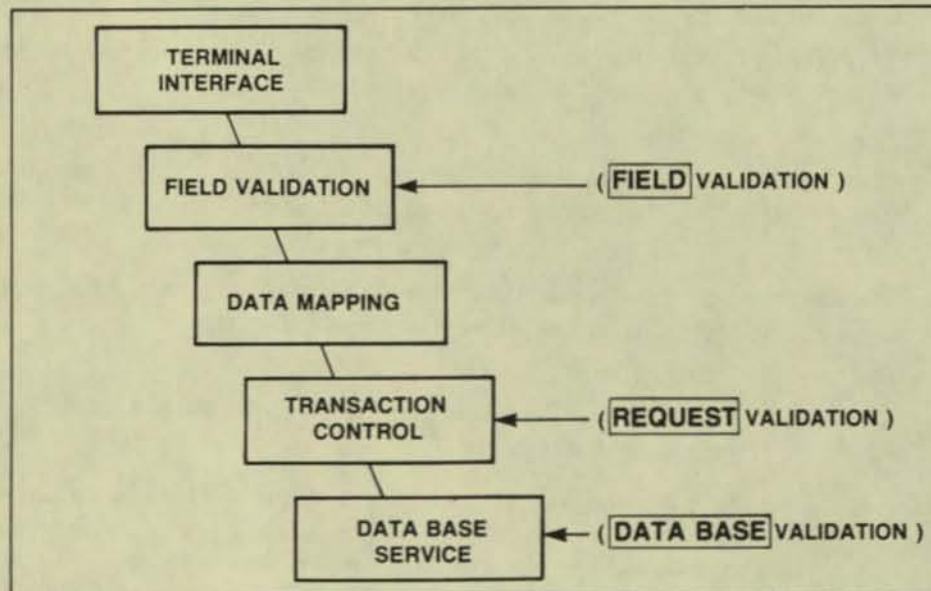 TERMINAL
INTERFACE
FIELD VALIDATION
( FIELD VALIDATION )
DATA MAPPING
TRANSACTION
CONTROL
( REQUEST VALIDATION )
DATA BASE
SERVICE
( DATA BASE VALIDATION )